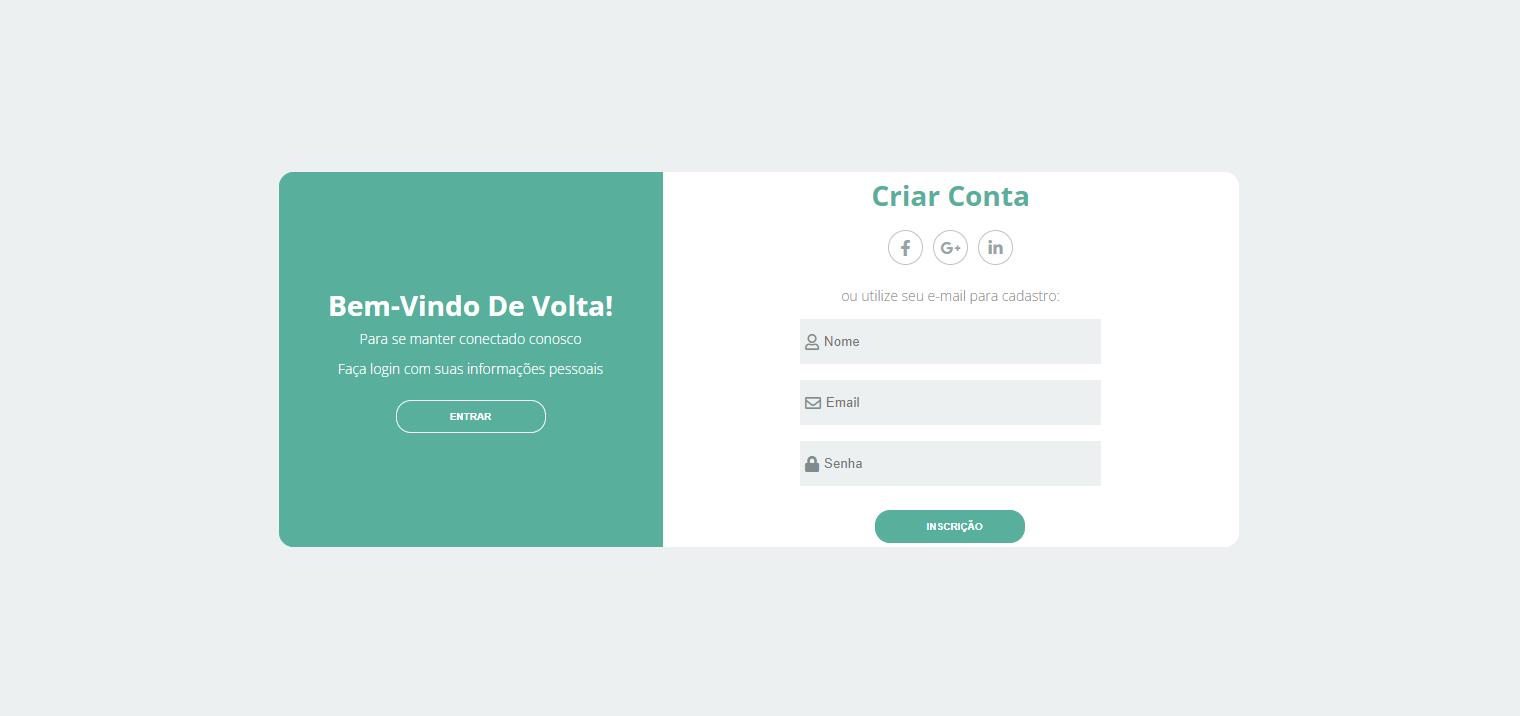 Bem-Vindo De Volta!
Para se manter conectado conosco
Faça login com suas informações pessoais
ENTRAR
Criar Conta
f G+ in
ou utilize seu e-mail para cadastro:
Nome
Email
Senha
INSCRIÇÃO